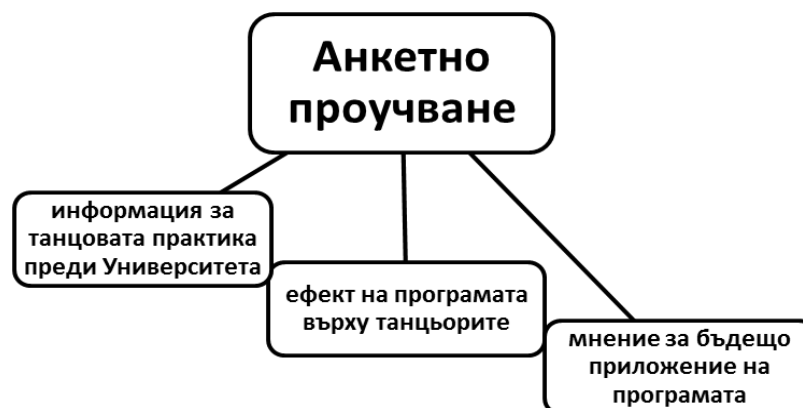 Анкетно
проучване
информация за
танцовата практика
преди Университета
ефект на програмата
върху танцьорите
мнение за бъдещо
приложение на
програмата